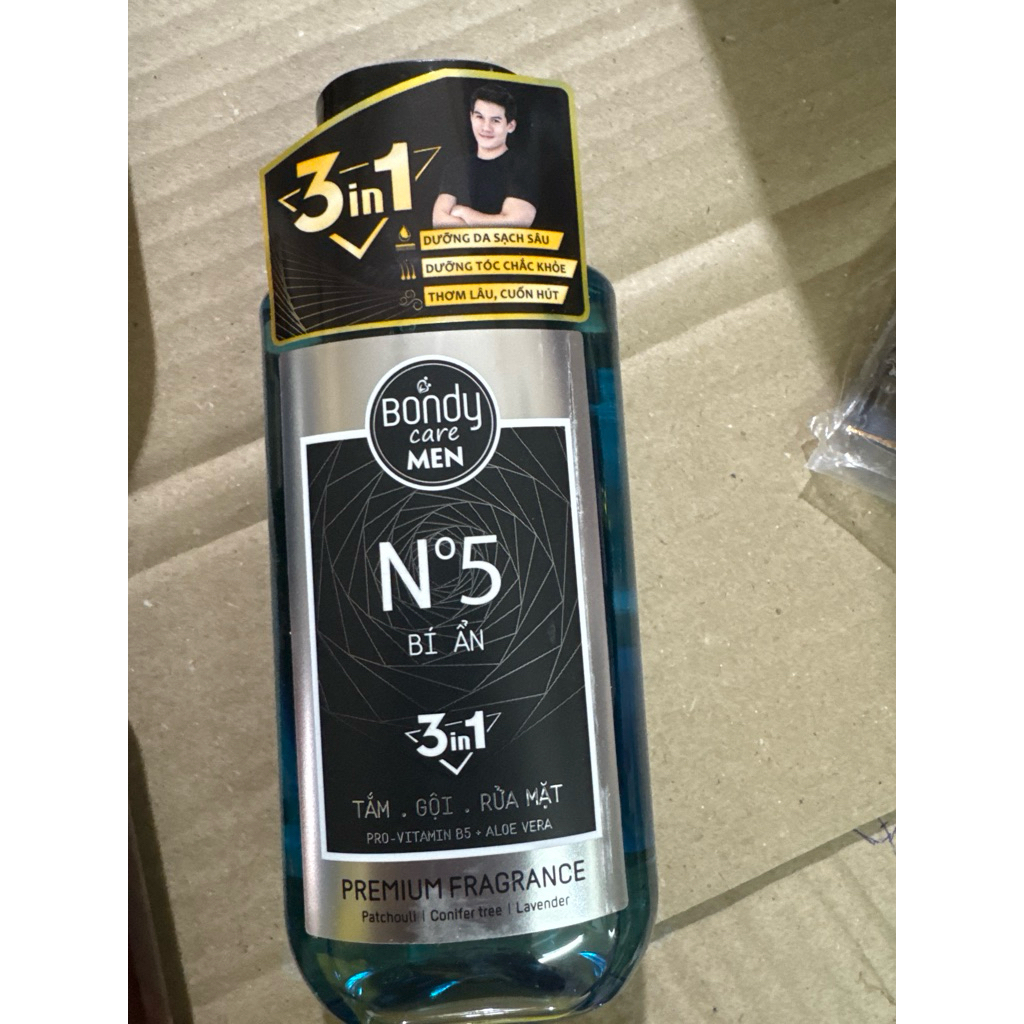 3in1
DƯỠNG DA SẠCH SÂU
DƯỠNG TÓC CHẮC KHỎE
THƠM LÂU, CUỐN HÚT
Bondy
care
MEN
Nº5
BÍ ẨN
3in1
TẮM . GỘI . RỬA MẶT
PRO-VITAMIN B5 + ALOE VERA
PREMIUM FRAGRANCE
Patchouli | Conifer tree | Lavender